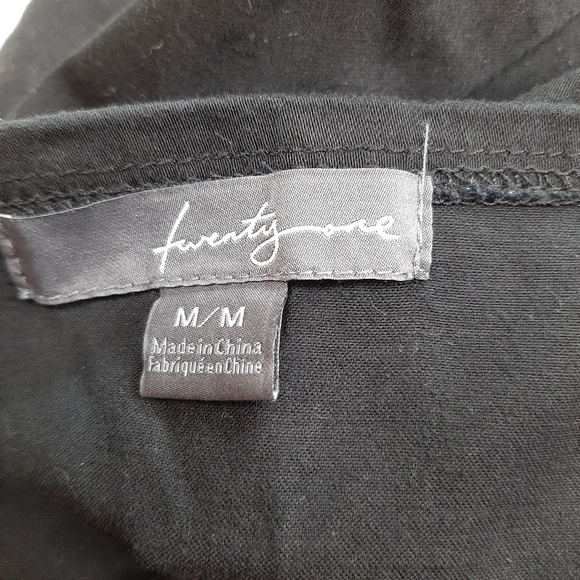 twenty one
M/M
Made in China
Fabriqué en Chine